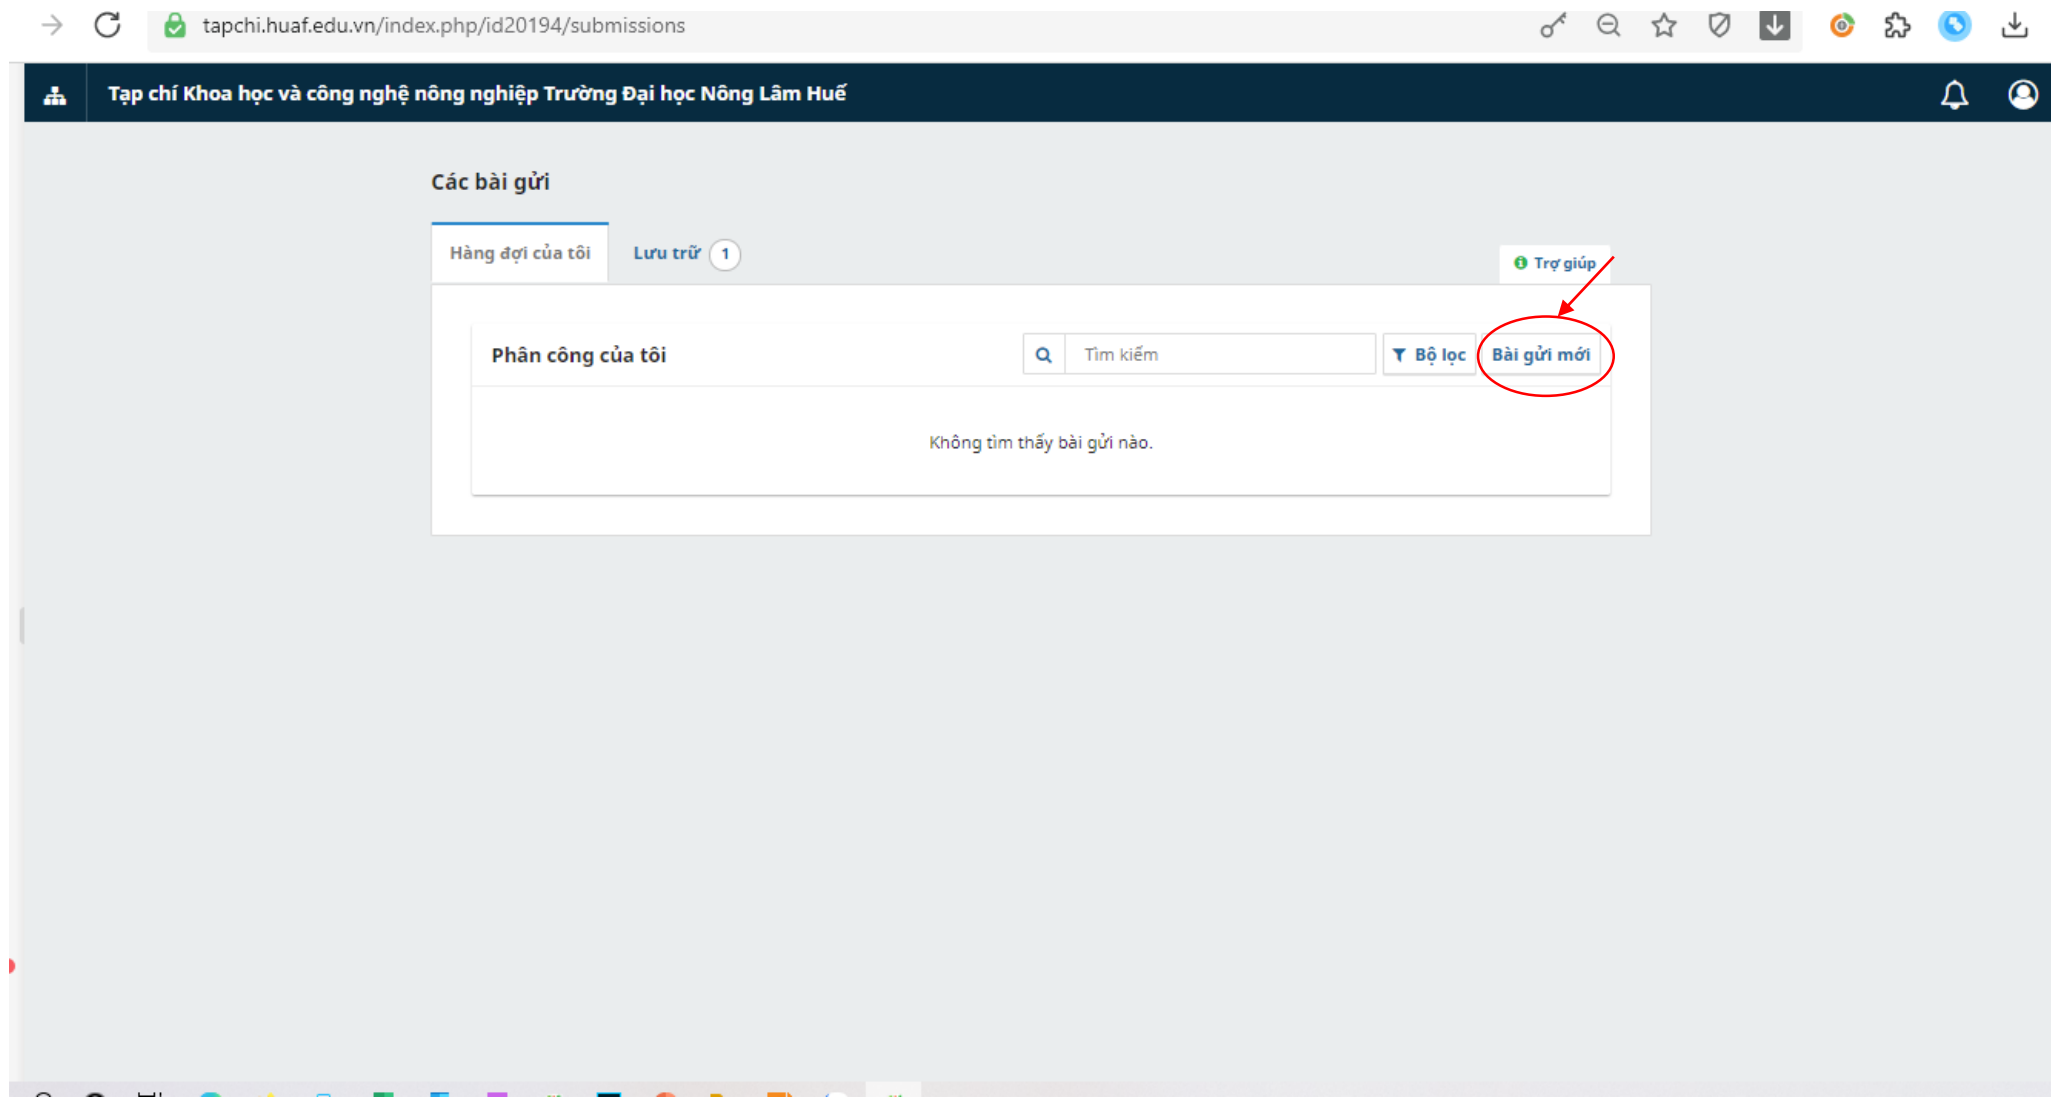 tapchi.huaf.edu.vn/index.php/id20194/submissions
Tạp chí Khoa học và công nghệ nông nghiệp Trường Đại học Nông Lâm Huế
Các bài gửi
Hàng đợi của tôi Lưu trữ 1
Trợ giúp
Phân công của tôi Tìm kiếm Bộ lọc Bài gửi mới
Không tìm thấy bài gửi nào.